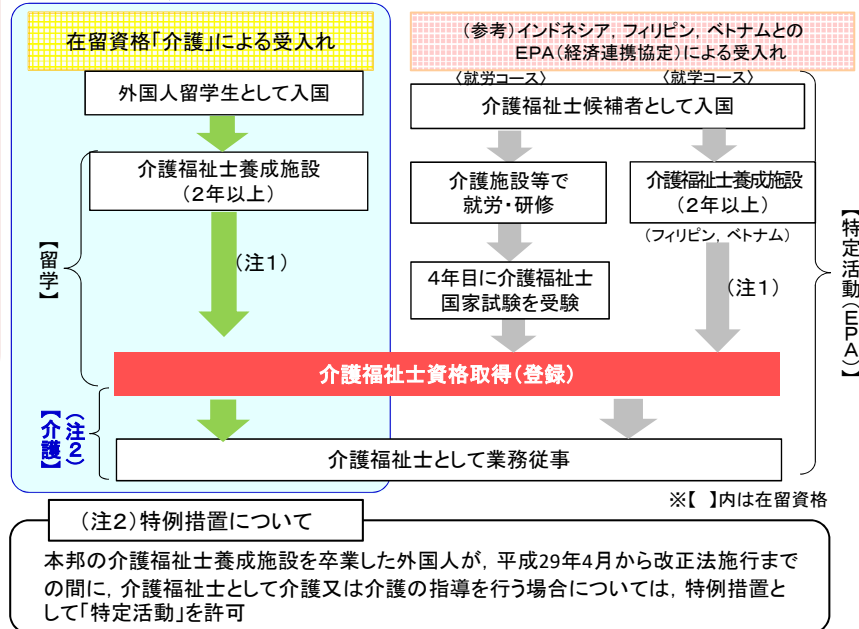 在留資格「介護」による受入れ
(参考)インドネシア,フィリピン,ベトナムとの
EPA(経済連携協定)による受入れ
外国人留学生として入国
〈就労コース〉
〈就学コース〉
介護福祉士候補者として入国
介護福祉士養成施設
(2年以上)
介護施設等で
就労・研修
介護福祉士養成施設
(2年以上)
(フィリピン,ベトナム)
【留学】
(注1)
4年目に介護福祉士
国家試験を受験
(注1)
【特定活動(EPA)】
介護福祉士資格取得(登録)
(注2)
【介護】
介護福祉士として業務従事
※【 】内は在留資格
(注2)特例措置について
本邦の介護福祉士養成施設を卒業した外国人が,平成29年4月から改正法施行まで
の間に,介護福祉士として介護又は介護の指導を行う場合については,特例措置と
して「特定活動」を許可